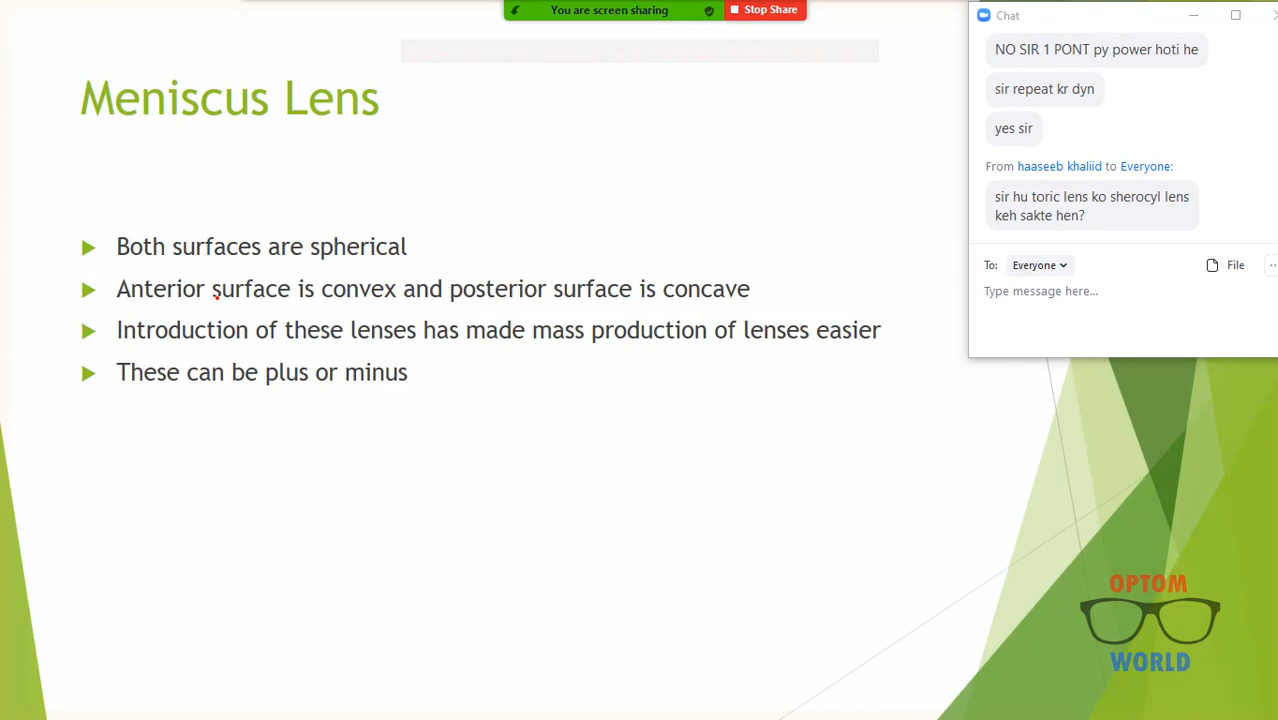 You are screen sharing
Stop Share
Meniscus Lens
Both surfaces are spherical
Anterior surface is convex and posterior surface is concave
Introduction of these lenses has made mass production of lenses easier
These can be plus or minus
Chat
NO SIR 1 PONT py power hoti he
sir repeat kr dyn
yes sir
From haaseeb khaliid to Everyone:
sir hu toric lens ko sherocyl lens
keh sakte hen?
To: Everyone
File
Type message here...
OPTOM
WORLD